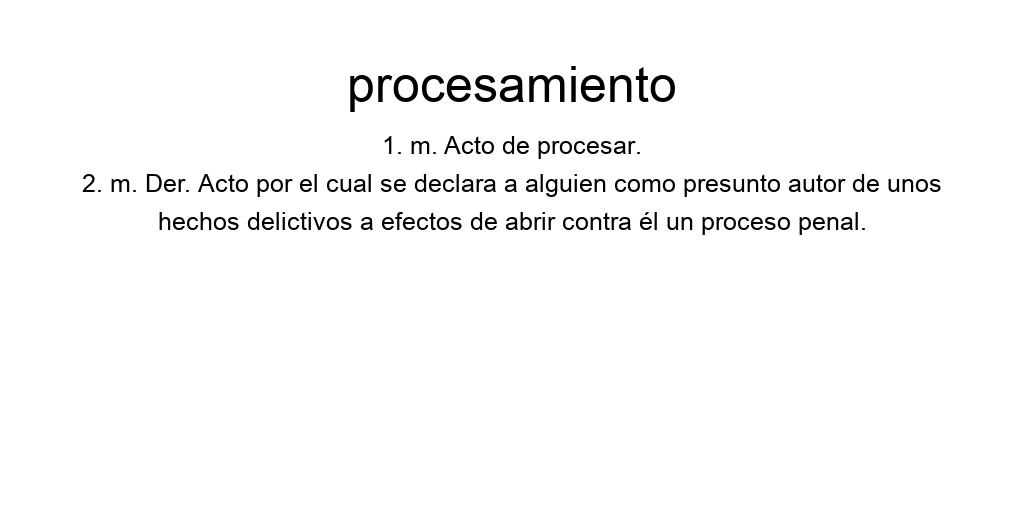 procesamiento
1. m. Acto de procesar.
2. m. Der. Acto por el cual se declara a alguien como presunto autor de unos
hechos delictivos a efectos de abrir contra él un proceso penal.